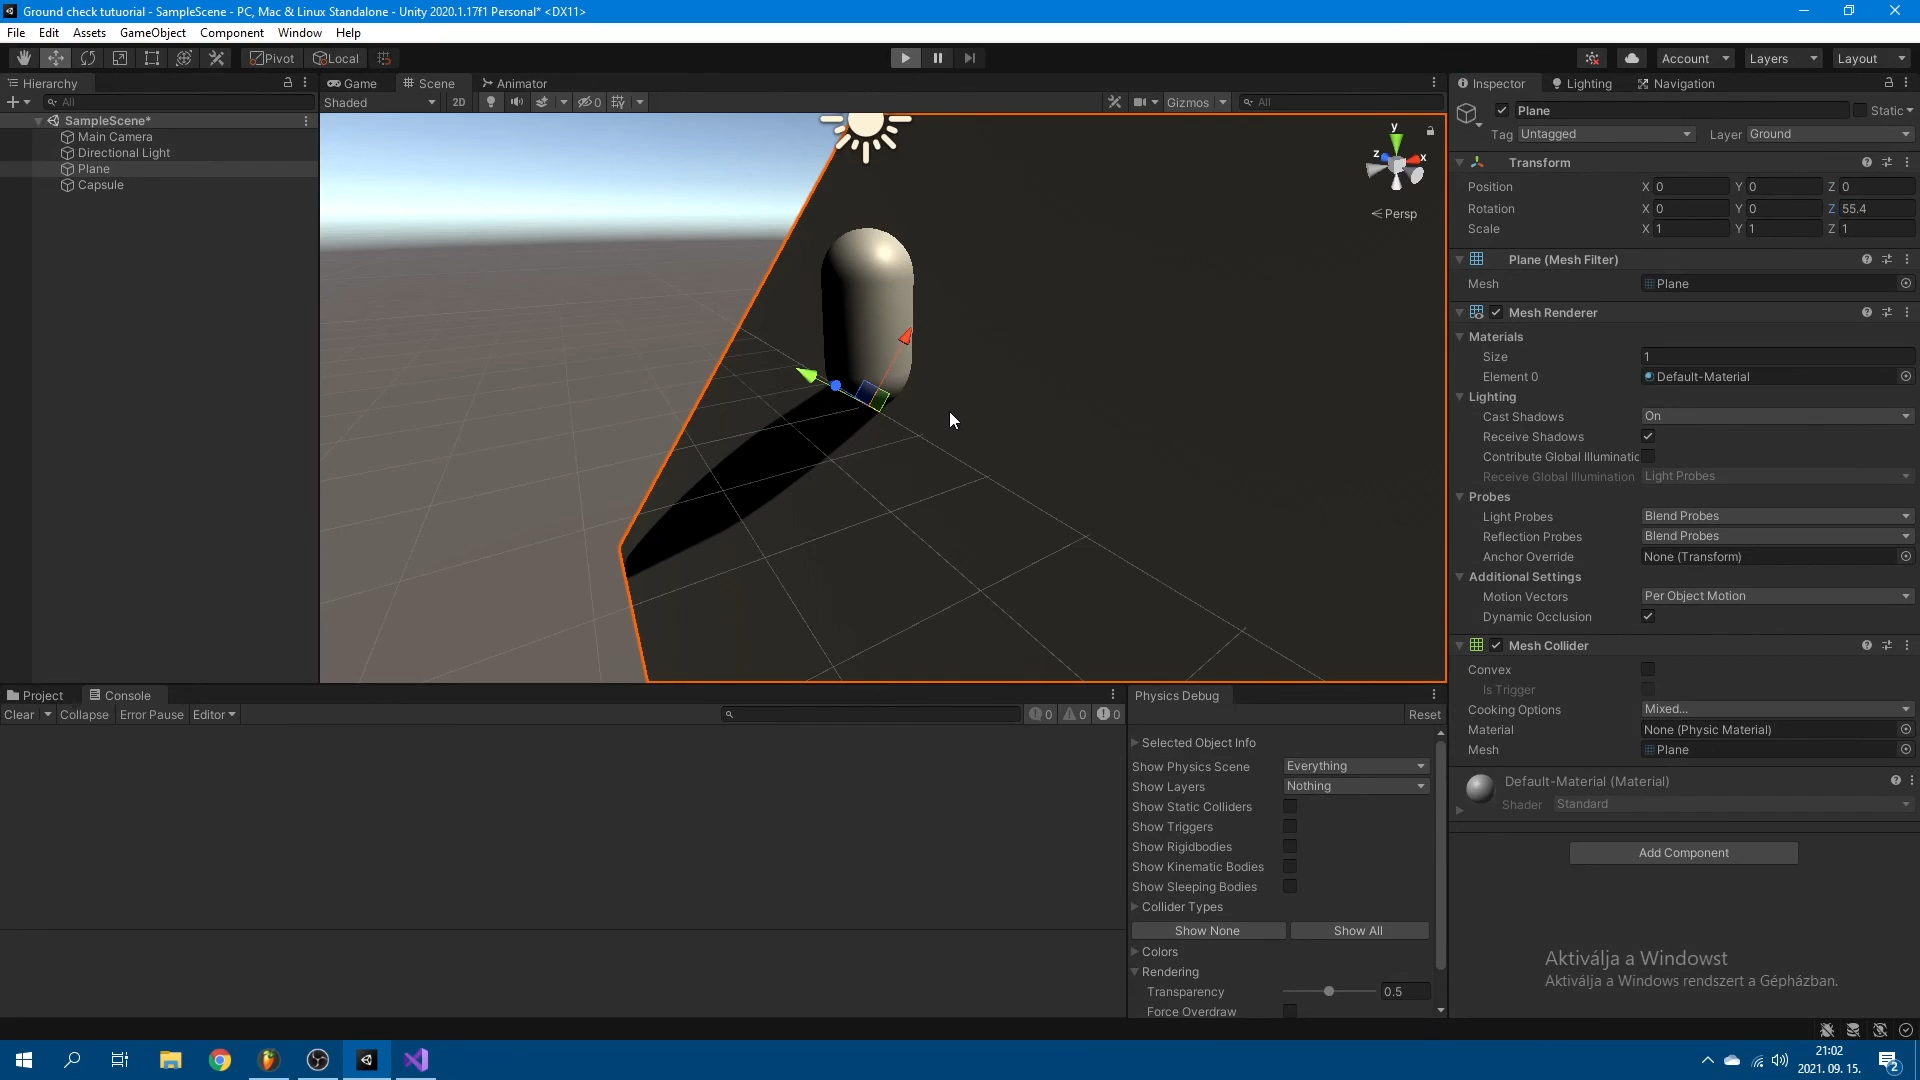 Ground check tutuorial - SampleScene - PC, Mac & Linux Standalone - Unity 2020.1.17f1 Personal* <DX11>
File Edit Assets GameObject Component Window Help
Pivot Local Account Layers Layout
Hierarchy Game Scene Animator Inspector Lighting Navigation
All Shaded 2D 0 Gizmos All
SampleScene*
Main Camera
Directional Light
Plane
Capsule
y
z x
Persp
Plane Static
Tag Untagged Layer Ground
Transform
Position X 0 Y 0 Z 0
Rotation X 0 Y 0 Z 55.4
Scale X 1 Y 1 Z 1
Plane (Mesh Filter)
Mesh Plane
Mesh Renderer
Materials
Size 1
Element 0 Default-Material
Lighting
Cast Shadows On
Receive Shadows
Contribute Global Illuminatic
Receive Global Illumination Light Probes
Probes
Light Probes Blend Probes
Reflection Probes Blend Probes
Anchor Override None (Transform)
Additional Settings
Motion Vectors Per Object Motion
Dynamic Occlusion
Mesh Collider
Convex
Is Trigger
Cooking Options Mixed...
Material None (Physic Material)
Mesh Plane
Default-Material (Material)
Shader Standard
Add Component
Project Console
Clear Collapse Error Pause Editor 0 0 0
Physics Debug
Reset
Selected Object Info
Show Physics Scene Everything
Show Layers Nothing
Show Static Colliders
Show Triggers
Show Rigidbodies
Show Kinematic Bodies
Show Sleeping Bodies
Collider Types
Show None Show All
Colors
Rendering
Transparency 0.5
Force Overdraw
Aktiválja a Windowst
Aktiválja a Windows rendszert a Gépházban.
21:02
2021. 09. 15.
2